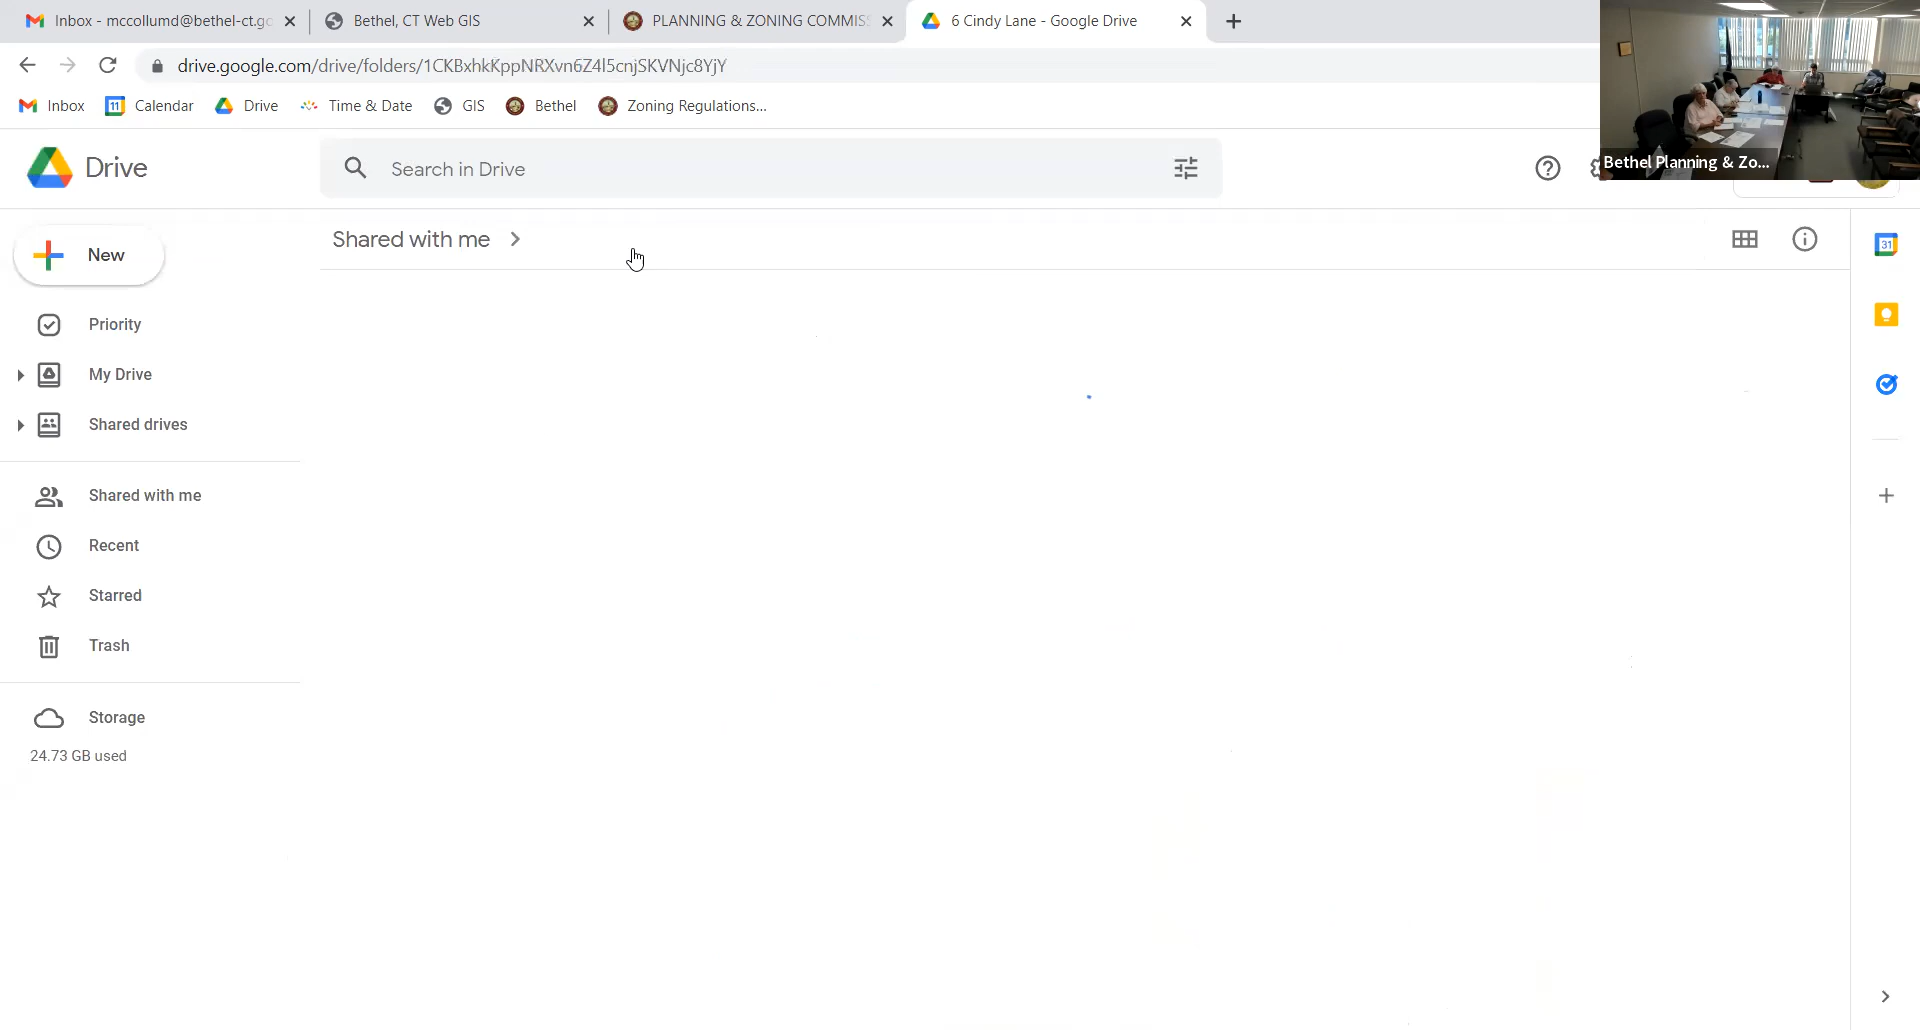 Inbox - mccollumd@bethel-ct.gc
Bethel, CT Web GIS
PLANNING & ZONING COMMISS
6 Cindy Lane - Google Drive
drive.google.com/drive/folders/1CKBxhkKppNRXvn6Z4l5cnjSKVNjc8YjY
Inbox
11
Calendar
Drive
Time & Date
GIS
Bethel
Zoning Regulations...
Drive
Search in Drive
Bethel Planning & Zo...
Shared with me
31
New
Priority
My Drive
Shared drives
Shared with me
Recent
Starred
Trash
Storage
24.73 GB used